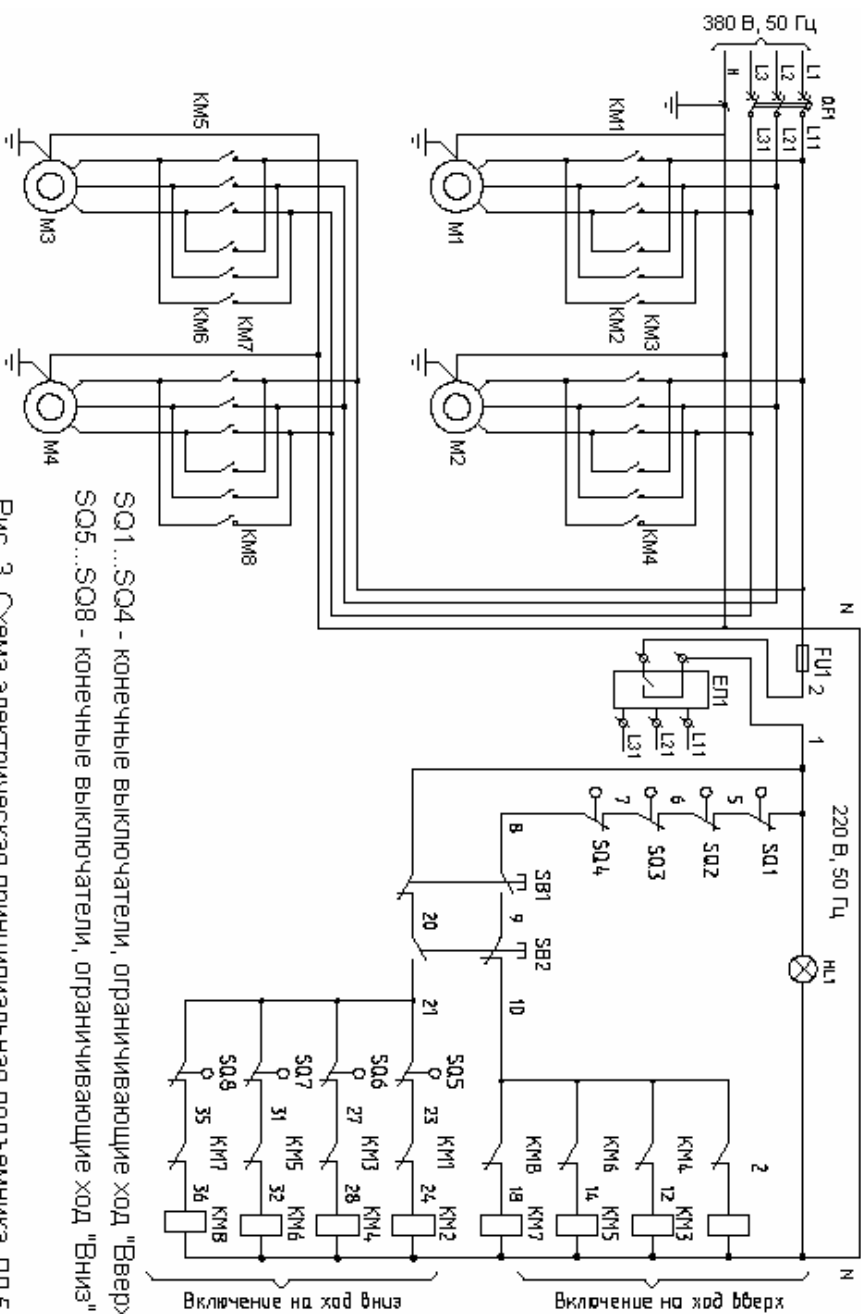 380 В, 50 Гц
L1
L2
L3
N
QF1
L11
L21
L31
KM1
KM2
KM3
KM4
M1
M2
KM5
KM6
KM7
KM8
M3
M4
N
FU1
2
1
ЕЛ1
L11
L21
L31
220 В, 50 Гц
HL1
SQ1
5
SQ2
6
SQ3
7
SQ4
8
SB1
9
20
SB2
10
21
2
KM4
12
KM3
KM6
14
KM5
KM8
18
KM7
SQ5
23
KM1
24
KM2
SQ6
27
KM3
28
KM4
SQ7
31
KM5
32
KM6
SQ8
35
KM7
36
KM8
N
Включение на ход вверх
Включение на ход вниз
SQ1...SQ4 - конечные выключатели, ограничивающие ход "Вверх
SQ5...SQ8 - конечные выключатели, ограничивающие ход "Вниз"
Рис. 3. Схема электрическая принципиальная подъемника